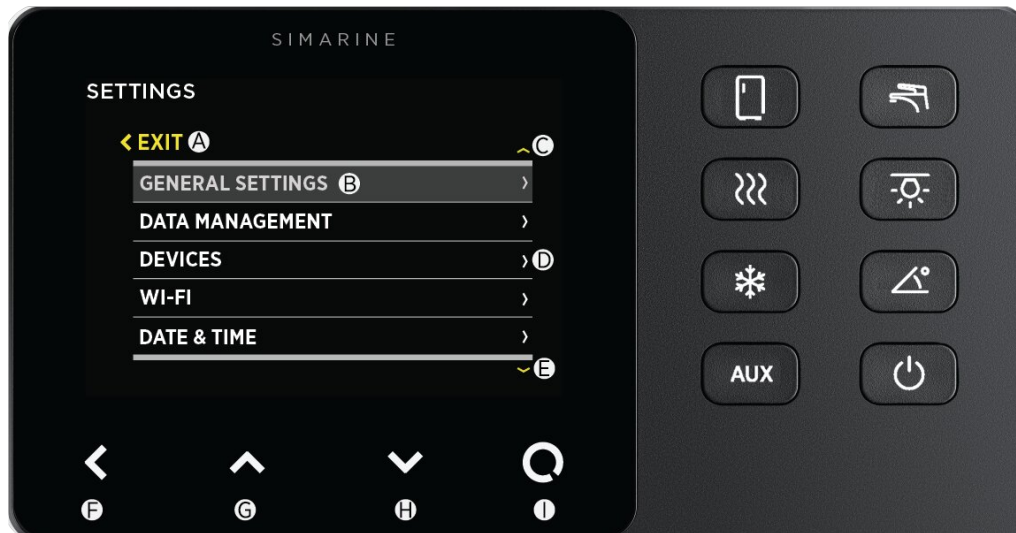 SIMARINE
SETTINGS
< EXIT A
C
GENERAL SETTINGS B >
DATA MANAGEMENT >
DEVICES > D
WI-FI >
DATE & TIME >
E
AUX
F G H I